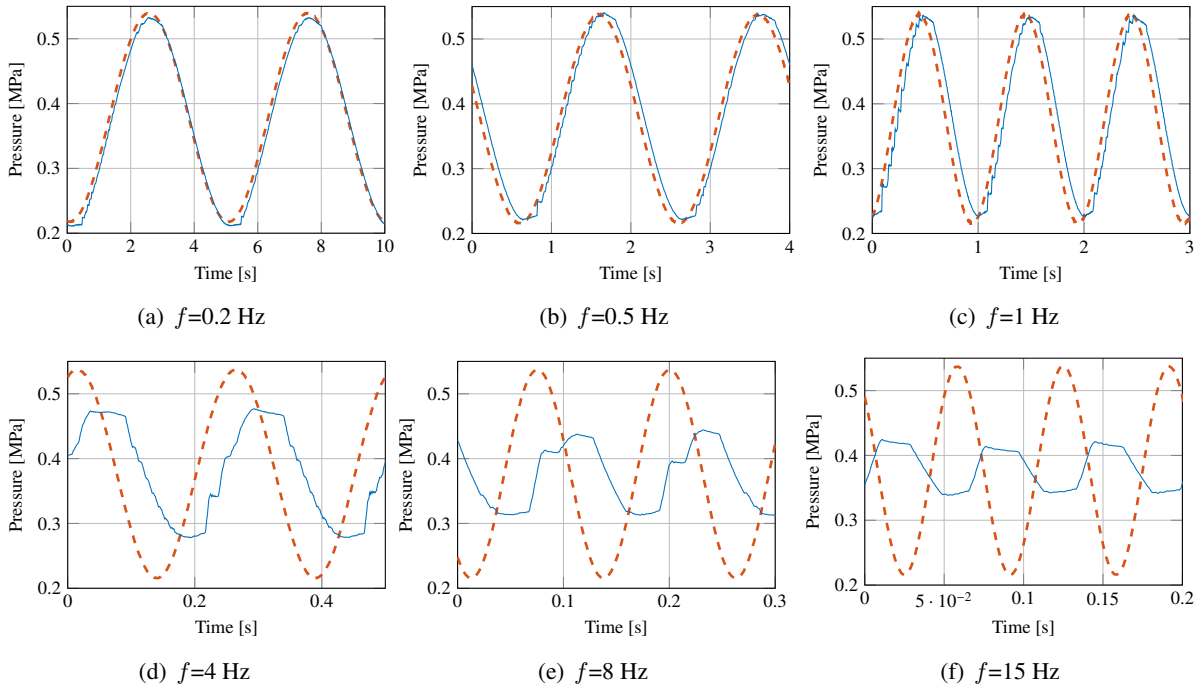 Pressure [MPa]
0.5
0.4
0.3
0.2
0 2 4 6 8 10
Time [s]
(a) f=0.2 Hz
Pressure [MPa]
0.5
0.4
0.3
0.2
0 1 2 3 4
Time [s]
(b) f=0.5 Hz
Pressure [MPa]
0.5
0.4
0.3
0.2
0 1 2 3
Time [s]
(c) f=1 Hz
Pressure [MPa]
0.5
0.4
0.3
0.2
0 0.2 0.4
Time [s]
(d) f=4 Hz
Pressure [MPa]
0.5
0.4
0.3
0.2
0 0.1 0.2 0.3
Time [s]
(e) f=8 Hz
Pressure [MPa]
0.5
0.4
0.3
0.2
0 5 · 10⁻² 0.1 0.15 0.2
Time [s]
(f) f=15 Hz